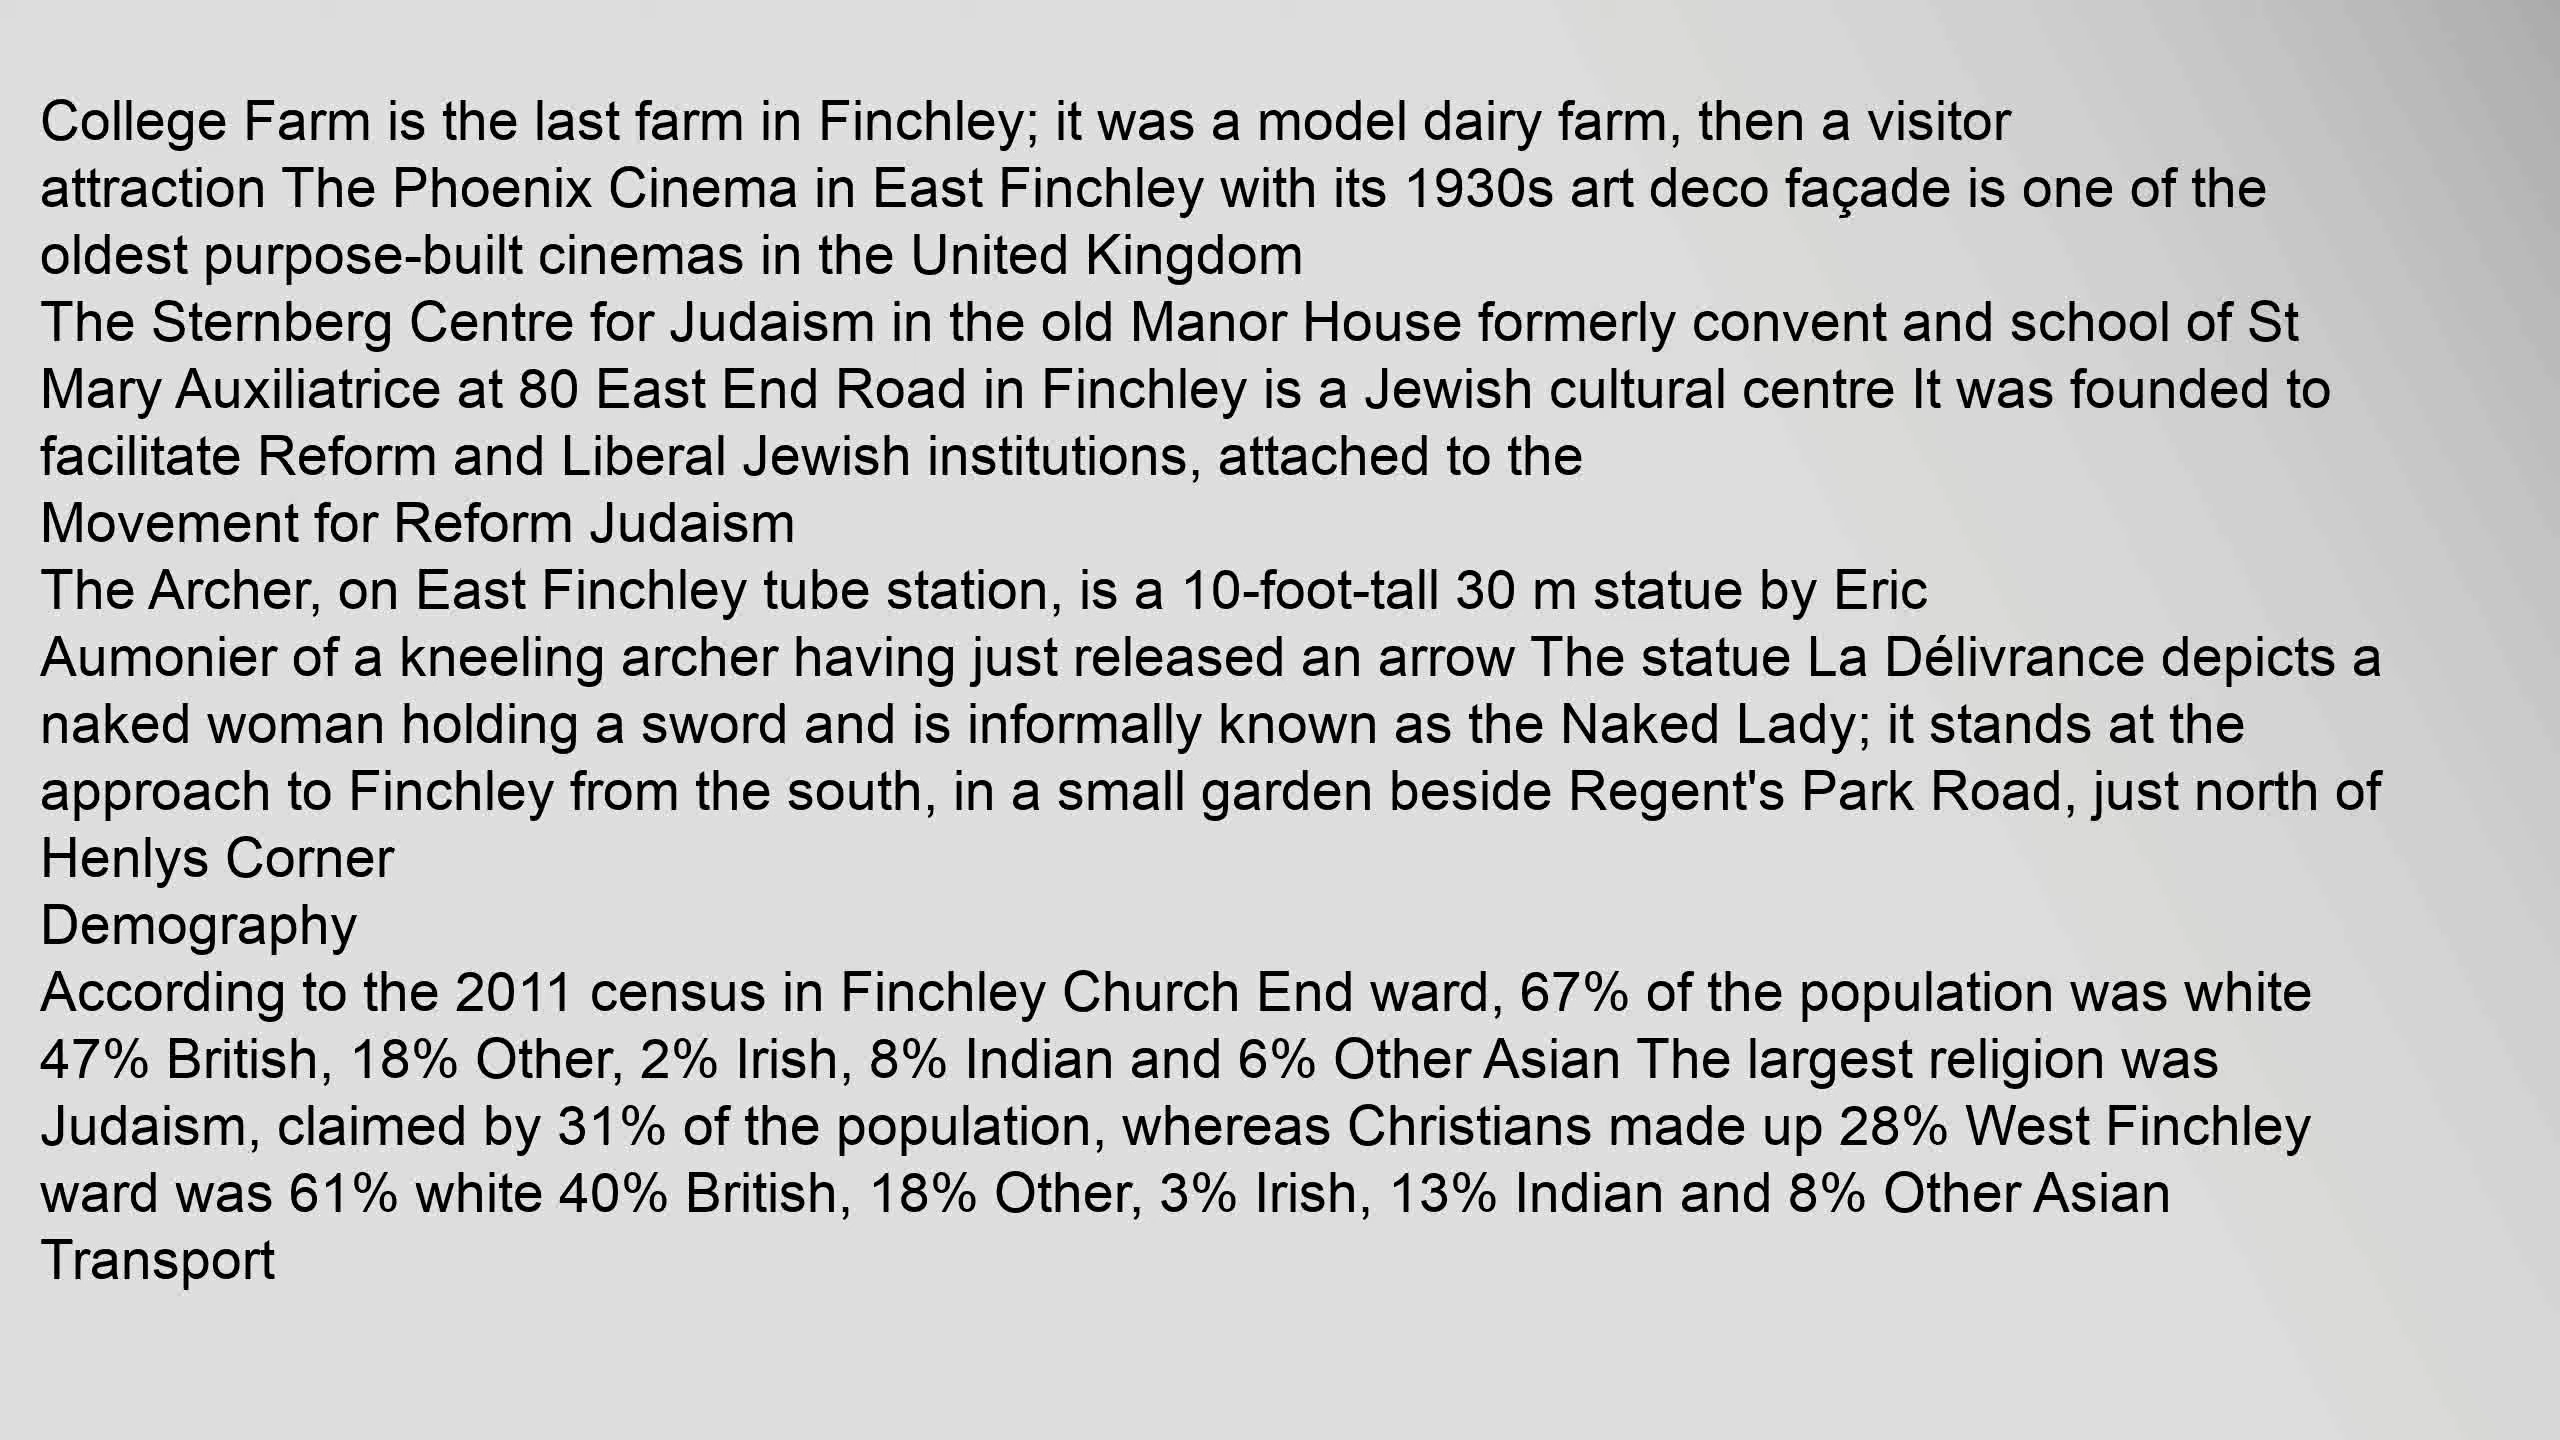 College Farm is the last farm in Finchley; it was a model dairy farm, then a visitor
attraction The Phoenix Cinema in East Finchley with its 1930s art deco façade is one of the
oldest purpose-built cinemas in the United Kingdom
The Sternberg Centre for Judaism in the old Manor House formerly convent and school of St
Mary Auxiliatrice at 80 East End Road in Finchley is a Jewish cultural centre It was founded to
facilitate Reform and Liberal Jewish institutions, attached to the
Movement for Reform Judaism
The Archer, on East Finchley tube station, is a 10-foot-tall 30 m statue by Eric
Aumonier of a kneeling archer having just released an arrow The statue La Délivrance depicts a
naked woman holding a sword and is informally known as the Naked Lady; it stands at the
approach to Finchley from the south, in a small garden beside Regent's Park Road, just north of
Henlys Corner
Demography
According to the 2011 census in Finchley Church End ward, 67% of the population was white
47% British, 18% Other, 2% Irish, 8% Indian and 6% Other Asian The largest religion was
Judaism, claimed by 31% of the population, whereas Christians made up 28% West Finchley
ward was 61% white 40% British, 18% Other, 3% Irish, 13% Indian and 8% Other Asian
Transport